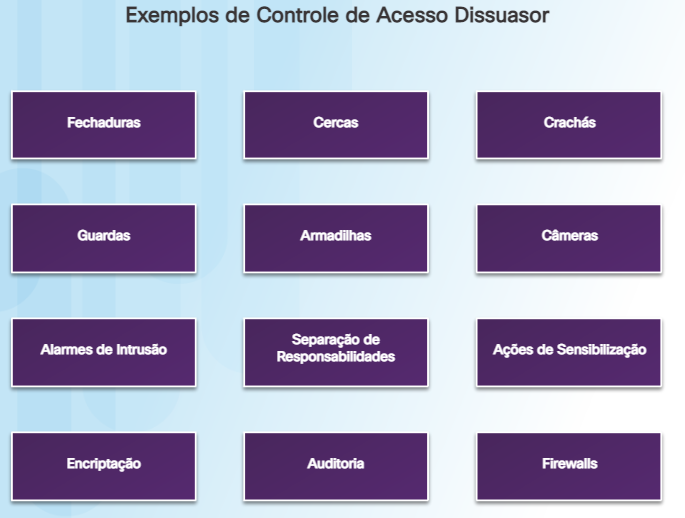 Exemplos de Controle de Acesso Dissuasor
Fechaduras
Cercas
Crachás
Guardas
Armadilhas
Câmeras
Alarmes de Intrusão
Separação de
Responsabilidades
Ações de Sensibilização
Encriptação
Auditoria
Firewalls